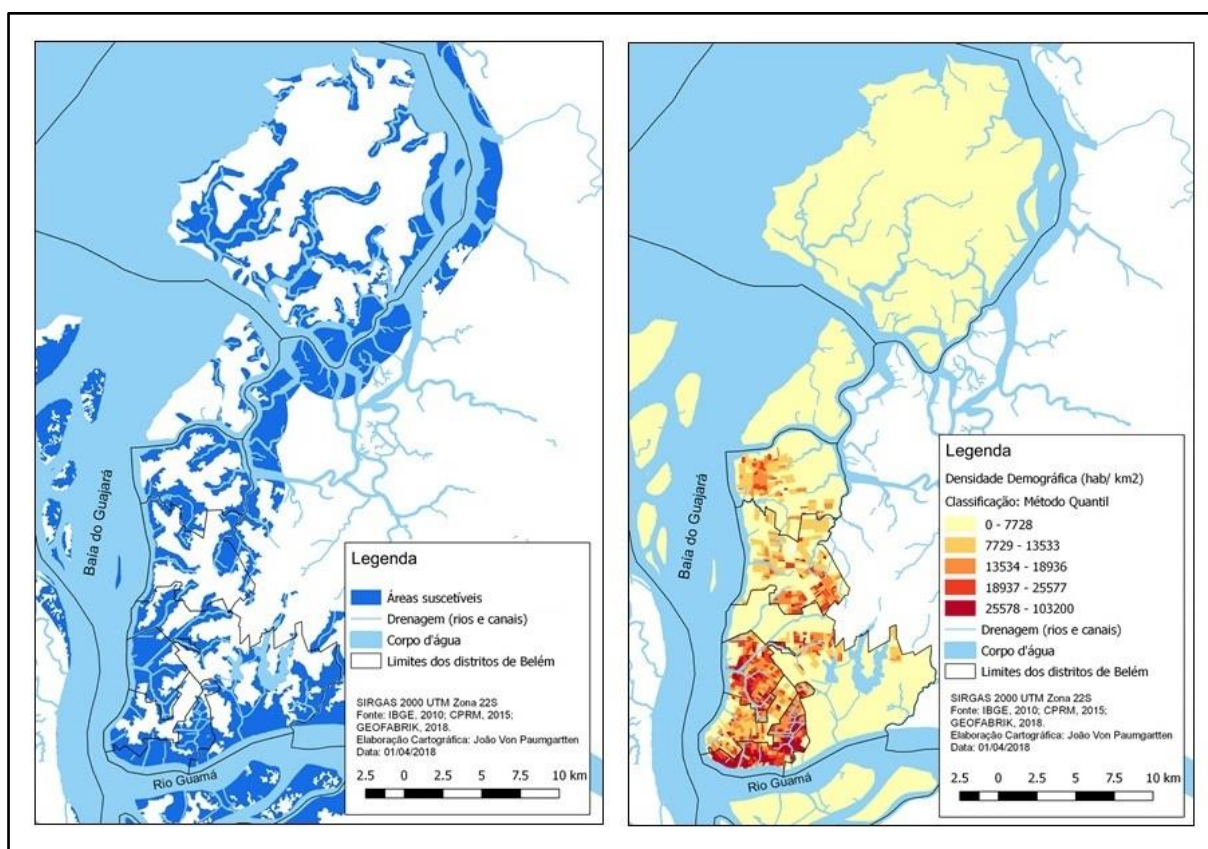 Baía do Guajará
Rio Guamá
Legenda
Áreas suscetíveis
Drenagem (rios e canais)
Corpo d'água
Limites dos distritos de Belém
SIRGAS 2000 UTM Zona 22S
Fonte: IBGE, 2010; CPRM, 2015;
GEOFABRIK, 2018.
Elaboração Cartográfica: João Von Paumgartten
Data: 01/04/2018
2.5 0 2.5 5 7.5 10 km
Baía do Guajará
Rio Guamá
Legenda
Densidade Demográfica (hab/ km2)
Classificação: Método Quantil
0 - 7728
7729 - 13533
13534 - 18936
18937 - 25577
25578 - 103200
Drenagem (rios e canais)
Corpo d'água
Limites dos distritos de Belém
SIRGAS 2000 UTM Zona 22S
Fonte: IBGE, 2010; CPRM, 2015;
GEOFABRIK, 2018.
Elaboração Cartográfica: João Von Paumgartten
Data: 01/04/2018
2.5 0 2.5 5 7.5 10 km